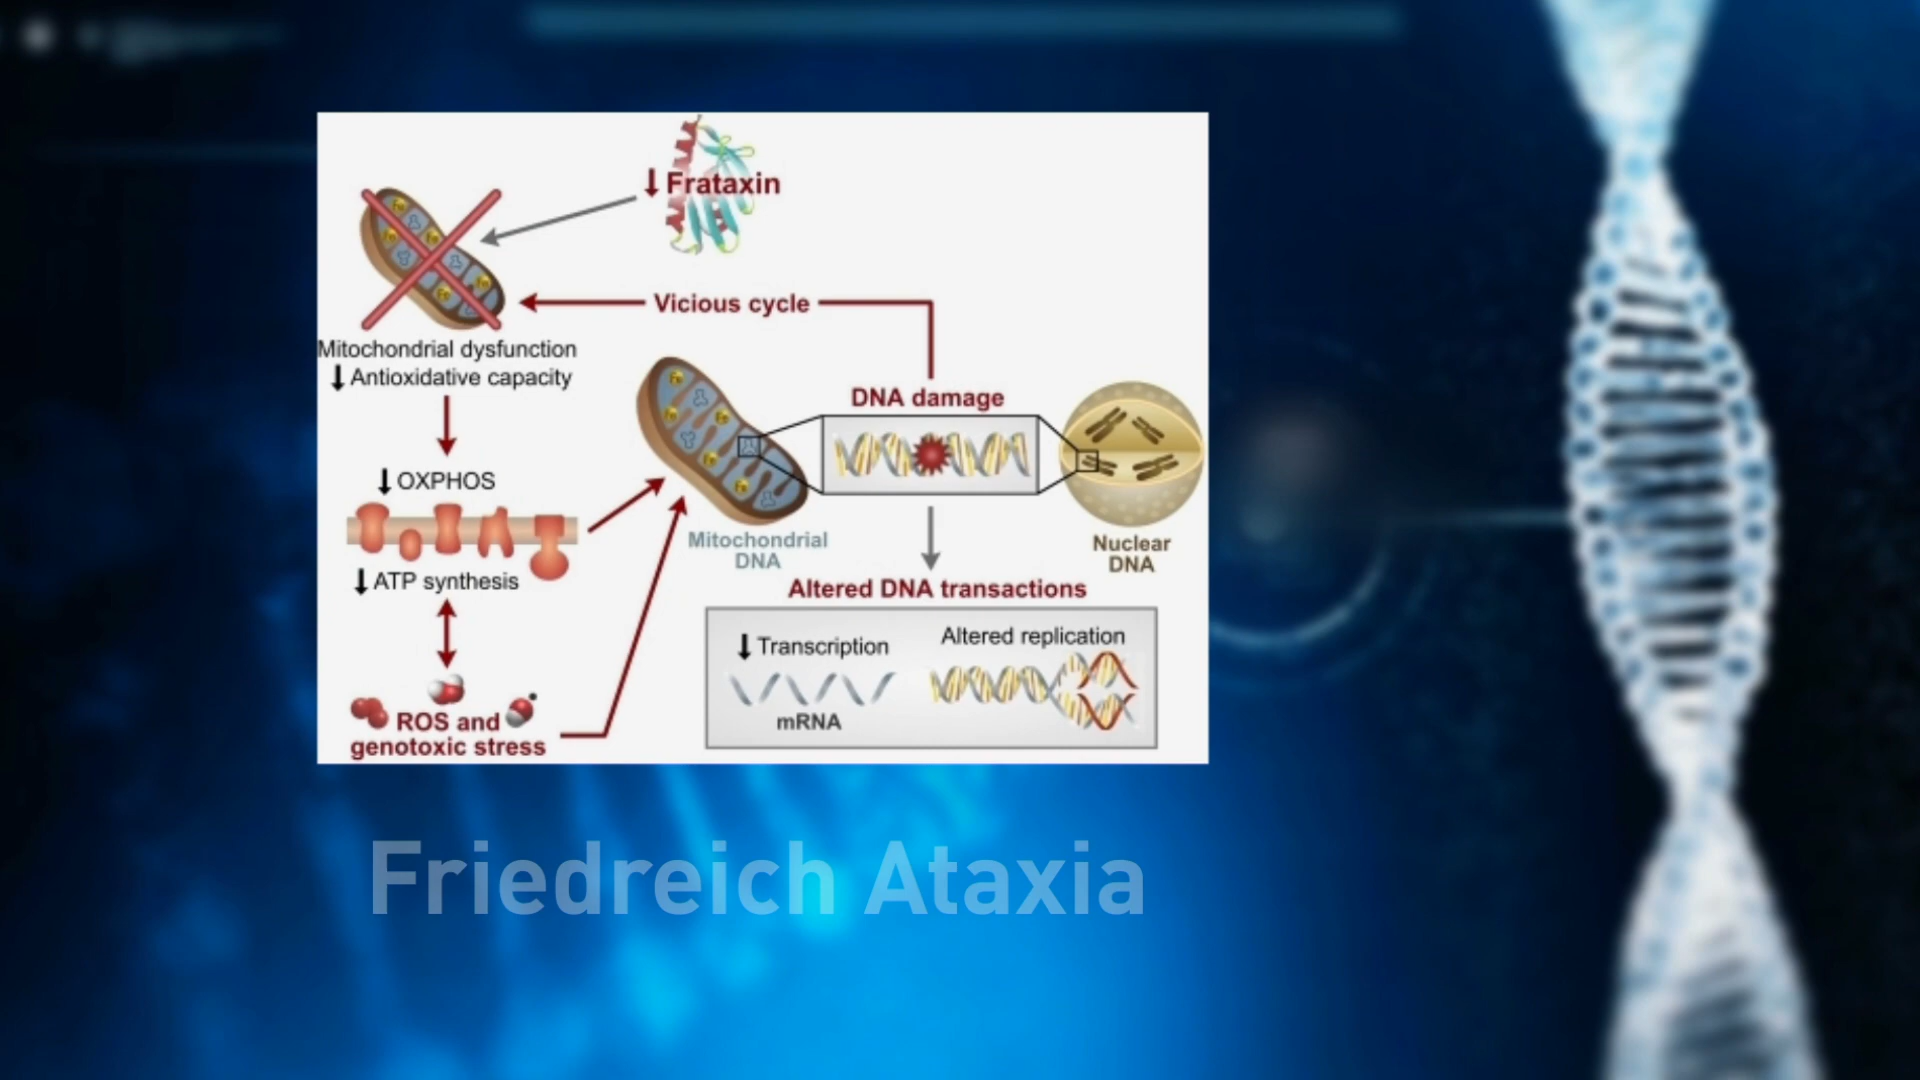 ↓ Frataxin
Vicious cycle
Mitochondrial dysfunction
↓ Antioxidative capacity
DNA damage
↓ OXPHOS
Mitochondrial
DNA
Nuclear
DNA
↓ ATP synthesis
Altered DNA transactions
↓ Transcription
Altered replication
mRNA
ROS and
genotoxic stress
Friedreich Ataxia